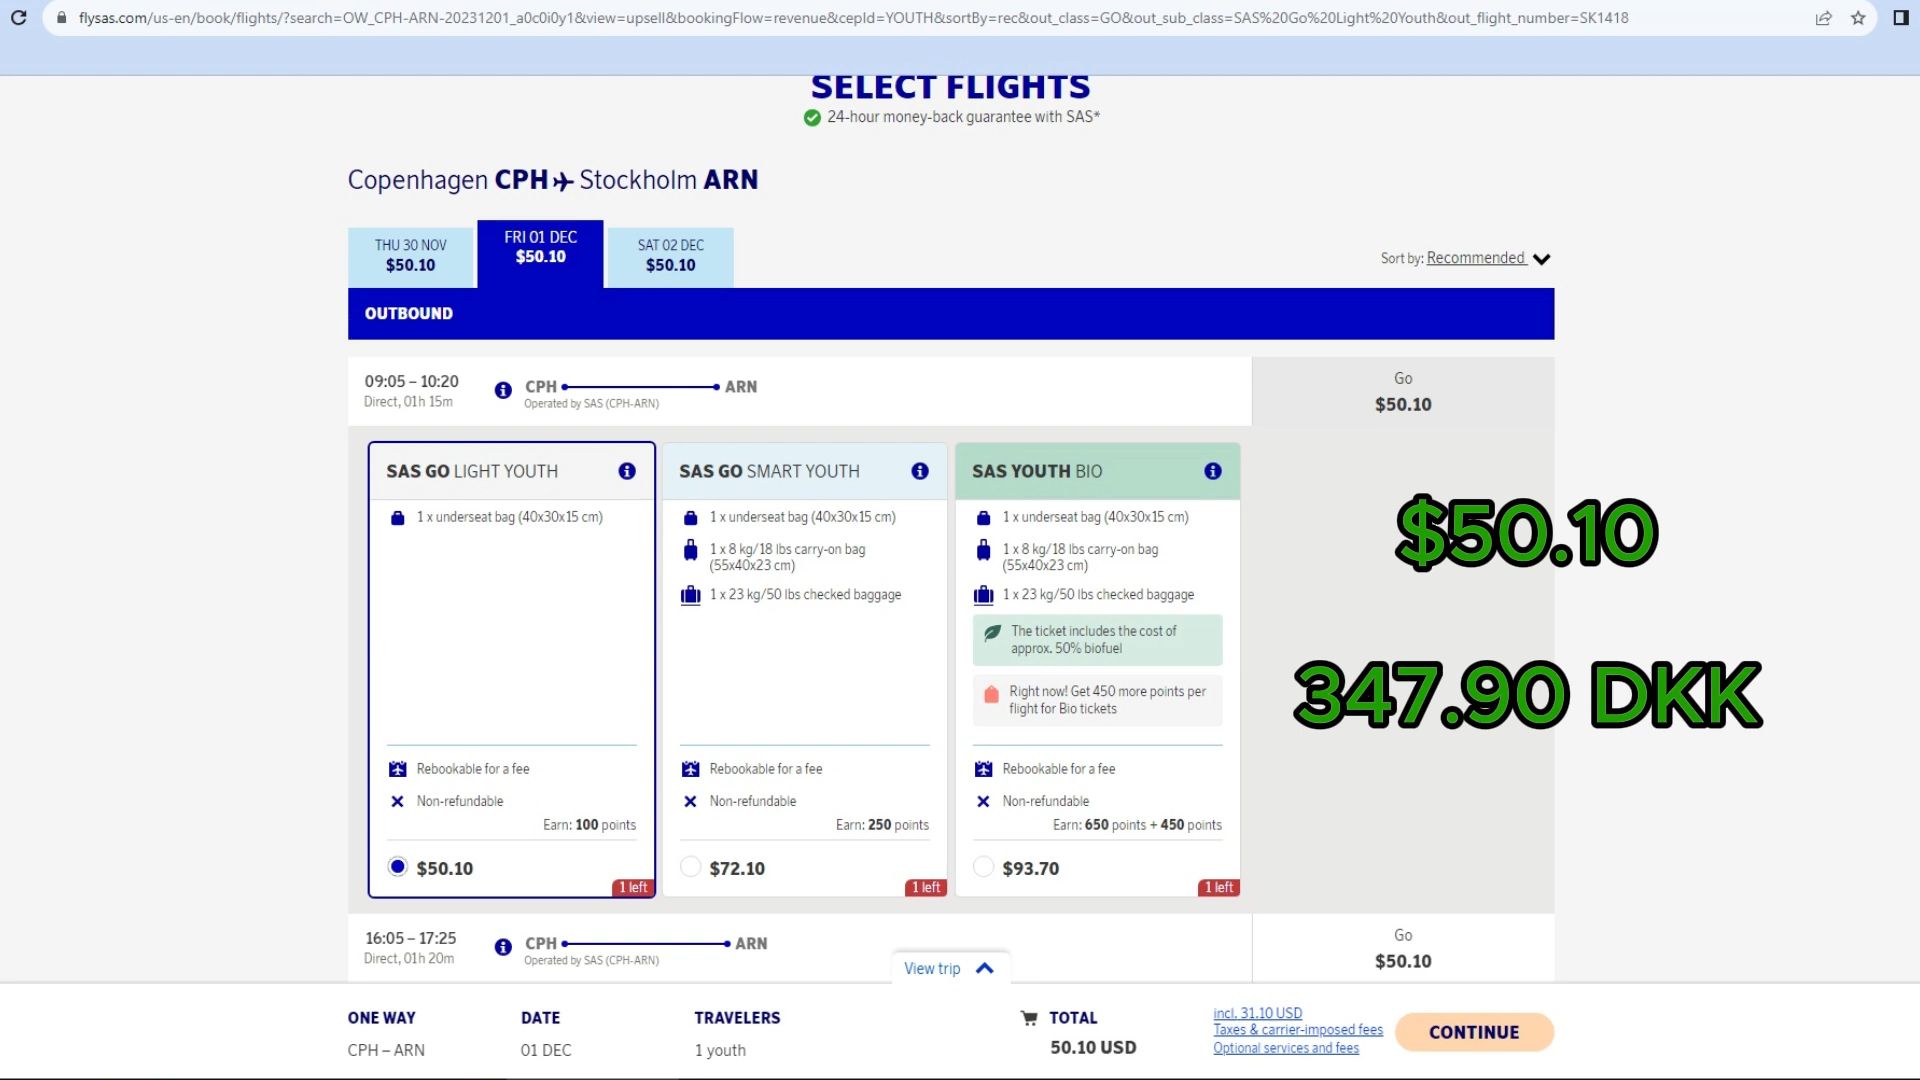 flysas.com/us-en/book/flights/?search=OW_CPH-ARN-20231201_a0c0i0y1&view=upsell&bookingFlow=revenue&cepId=YOUTH&sortBy=rec&out_class=GO&out_sub_class=SAS%20Go%20Light%20Youth&out_flight_number=SK1418
SELECT FLIGHTS
24-hour money-back guarantee with SAS*
Copenhagen CPH Stockholm ARN
THU 30 NOV
$50.10
FRI 01 DEC
$50.10
SAT 02 DEC
$50.10
Sort by: Recommended
OUTBOUND
09:05 – 10:20
Direct, 01h 15m
CPH ARN
Operated by SAS (CPH-ARN)
Go
$50.10
SAS GO LIGHT YOUTH
1 x underseat bag (40x30x15 cm)
Rebookable for a fee
Non-refundable
Earn: 100 points
$50.10
1 left
SAS GO SMART YOUTH
1 x underseat bag (40x30x15 cm)
1 x 8 kg/18 lbs carry-on bag
(55x40x23 cm)
1 x 23 kg/50 lbs checked baggage
Rebookable for a fee
Non-refundable
Earn: 250 points
$72.10
1 left
SAS YOUTH BIO
1 x underseat bag (40x30x15 cm)
1 x 8 kg/18 lbs carry-on bag
(55x40x23 cm)
1 x 23 kg/50 lbs checked baggage
The ticket includes the cost of
approx. 50% biofuel
Right now! Get 450 more points per
flight for Bio tickets
Rebookable for a fee
Non-refundable
Earn: 650 points + 450 points
$93.70
1 left
$50.10
347.90 DKK
16:05 – 17:25
Direct, 01h 20m
CPH ARN
Operated by SAS (CPH-ARN)
Go
$50.10
View trip
ONE WAY
CPH – ARN
DATE
01 DEC
TRAVELERS
1 youth
TOTAL
50.10 USD
incl. 31.10 USD
Taxes & carrier-imposed fees
Optional services and fees
CONTINUE